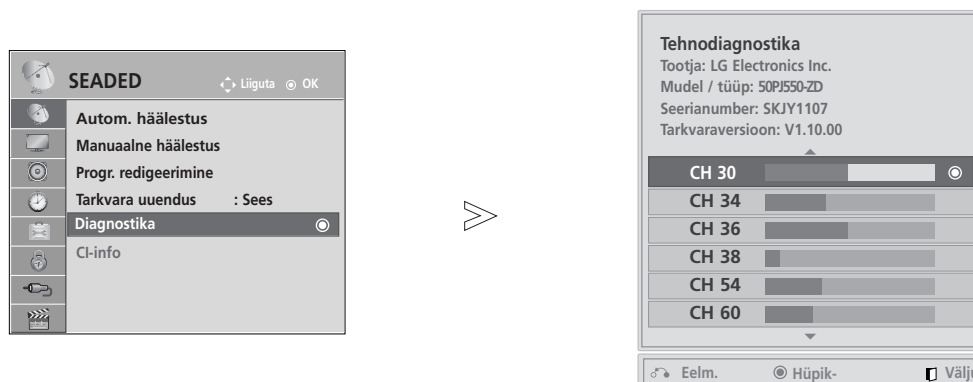 SEADED
Liiguta OK
Autom. häälestus
Manuaalne häälestus
Progr. redigeerimine
Tarkvara uuendus : Sees
Diagnostika
CI-info
Tehnodiagnostika
Tootja: LG Electronics Inc.
Mudel / tüüp: 50PJ550-ZD
Seerianumber: SKJY1107
Tarkvaraversioon: V1.10.00
CH 30
CH 34
CH 36
CH 38
CH 54
CH 60
Eelm. Hüpik-